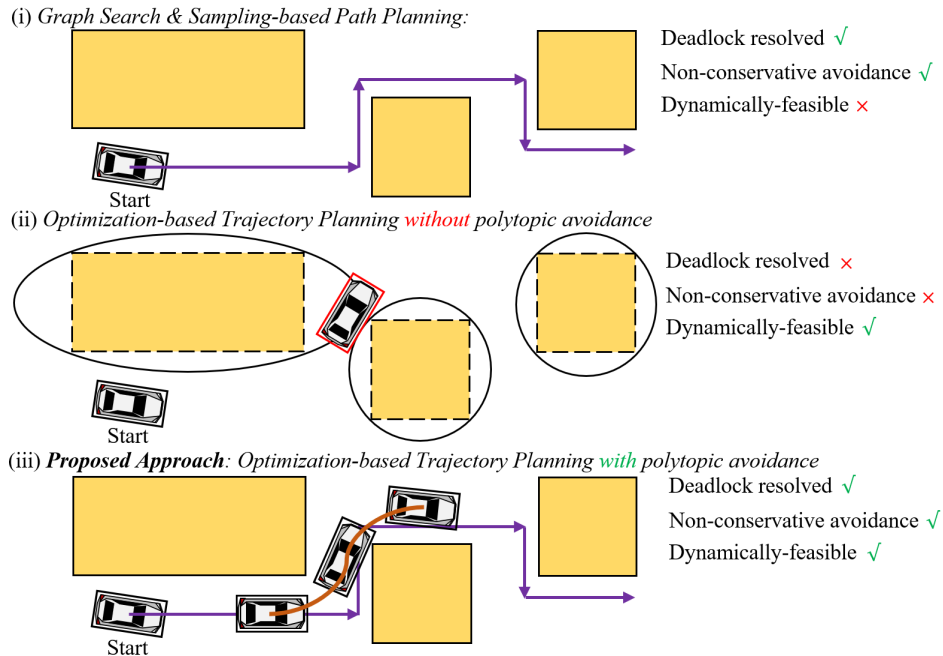 (i) Graph Search & Sampling-based Path Planning:
Deadlock resolved √
Non-conservative avoidance √
Dynamically-feasible ×
Start
(ii) Optimization-based Trajectory Planning without polytopic avoidance
Deadlock resolved ×
Non-conservative avoidance ×
Dynamically-feasible √
Start
(iii) Proposed Approach: Optimization-based Trajectory Planning with polytopic avoidance
Deadlock resolved √
Non-conservative avoidance √
Dynamically-feasible √
Start